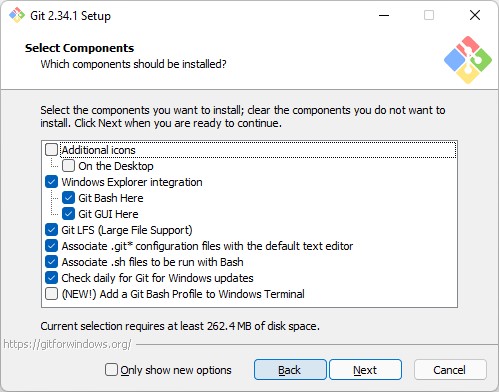 Git 2.34.1 Setup
Select Components
Which components should be installed?
Select the components you want to install; clear the components you do not want to
install. Click Next when you are ready to continue.
Additional icons
On the Desktop
Windows Explorer integration
Git Bash Here
Git GUI Here
Git LFS (Large File Support)
Associate .git* configuration files with the default text editor
Associate .sh files to be run with Bash
Check daily for Git for Windows updates
(NEW!) Add a Git Bash Profile to Windows Terminal
Current selection requires at least 262.4 MB of disk space.
https://gitforwindows.org/
Only show new options
Back
Next
Cancel